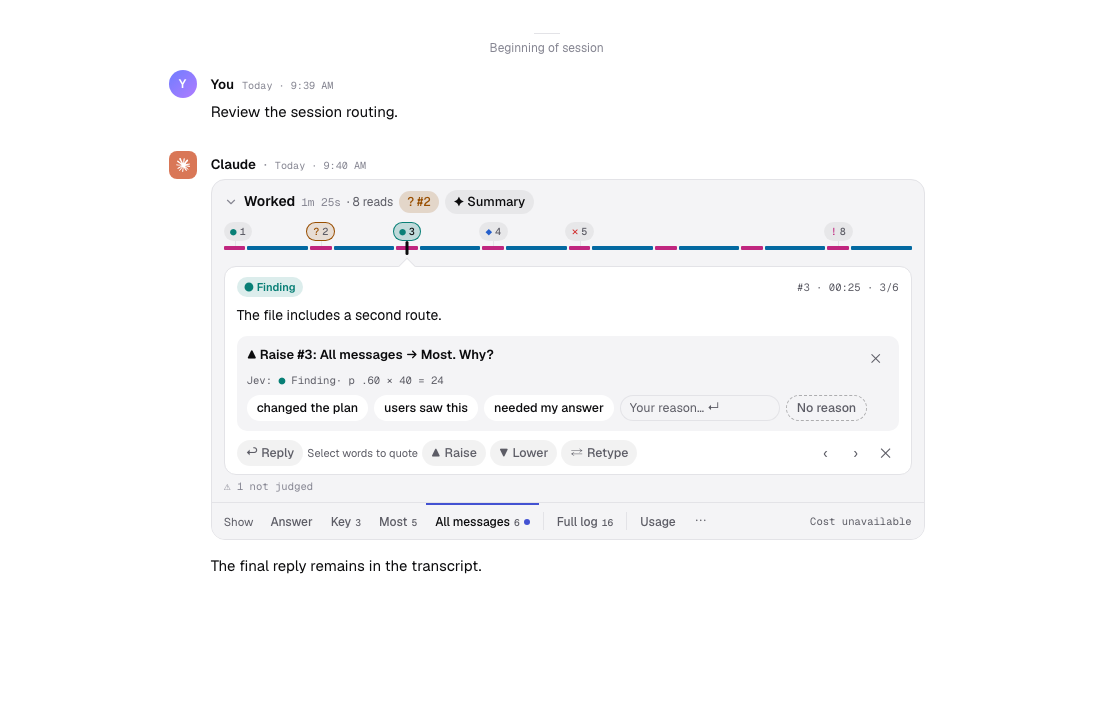 Beginning of session
Y You Today · 9:39 AM
Review the session routing.
Claude · Today · 9:40 AM
Worked 1m 25s · 8 reads ? #2 ✦ Summary
● 1 ? 2 ● 3 ◆ 4 × 5 ! 8
● Finding #3 · 00:25 · 3/6
The file includes a second route.
▲ Raise #3: All messages → Most. Why? ×
Jev: ● Finding· p .60 × 40 = 24
changed the plan users saw this needed my answer Your reason… ↵ No reason
↩ Reply Select words to quote ▲ Raise ▼ Lower ⇄ Retype ‹ › ×
⚠ 1 not judged
Show Answer Key 3 Most 5 All messages 6 ● Full log 16 Usage ··· Cost unavailable
The final reply remains in the transcript.